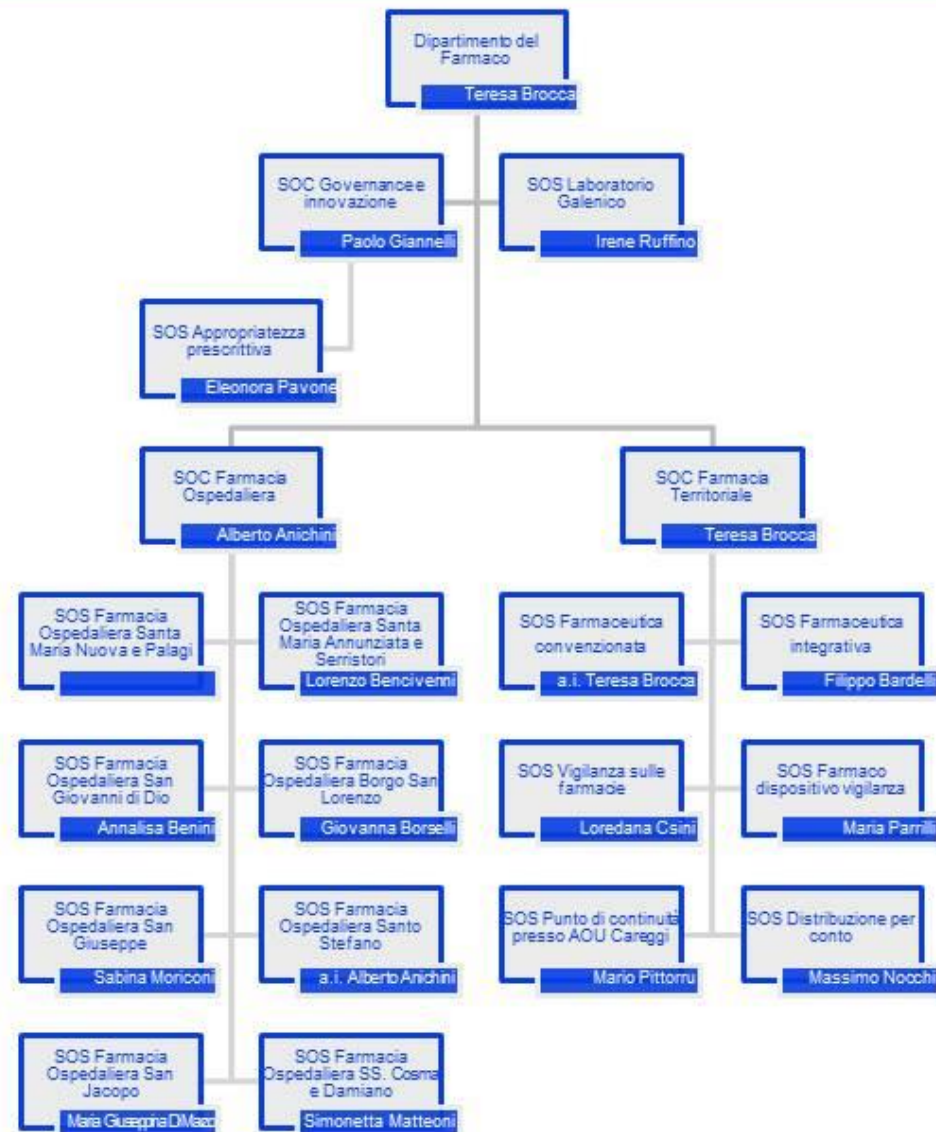 Dipartimento del
Farmaco
Teresa Brocca
SOC Governance e
innovazione
Paolo Giannelli
SOS Laboratorio
Galenico
Irene Ruffino
SOS Appropriatezza
prescrittiva
Eleonora Pavone
SOC Farmacia
Ospedaliera
Alberto Anichini
SOC Farmacia
Territoriale
Teresa Brocca
SOS Farmacia
Ospedaliera Santa
Maria Nuova e Palagi
SOS Farmacia
Ospedaliera Santa
Maria Annunziata e
Serristori
Lorenzo Bencivenni
SOS Farmaceutica
convenzionata
a.i. Teresa Brocca
SOS Farmaceutica
integrativa
Filippo Bardelli
SOS Farmacia
Ospedaliera San
Giovanni di Dio
Annalisa Benini
SOS Farmacia
Ospedaliera Borgo San
Lorenzo
Giovanna Borselli
SOS Vigilanza sulle
farmacie
Loredana Csini
SOS Farmaco
dispositivo vigilanza
Maria Parrilli
SOS Farmacia
Ospedaliera San
Giuseppe
Sabina Moriconi
SOS Farmacia
Ospedaliera Santo
Stefano
a.i. Alberto Anichini
SOS Punto di continuità
presso AOU Careggi
Mario Pittorru
SOS Distribuzione per
conto
Massimo Nocchi
SOS Farmacia
Ospedaliera San
Jacopo
Maria Giuseppina DiMazo
SOS Farmacia
Ospedaliera SS. Cosma
e Damiano
Simonetta Matteoni